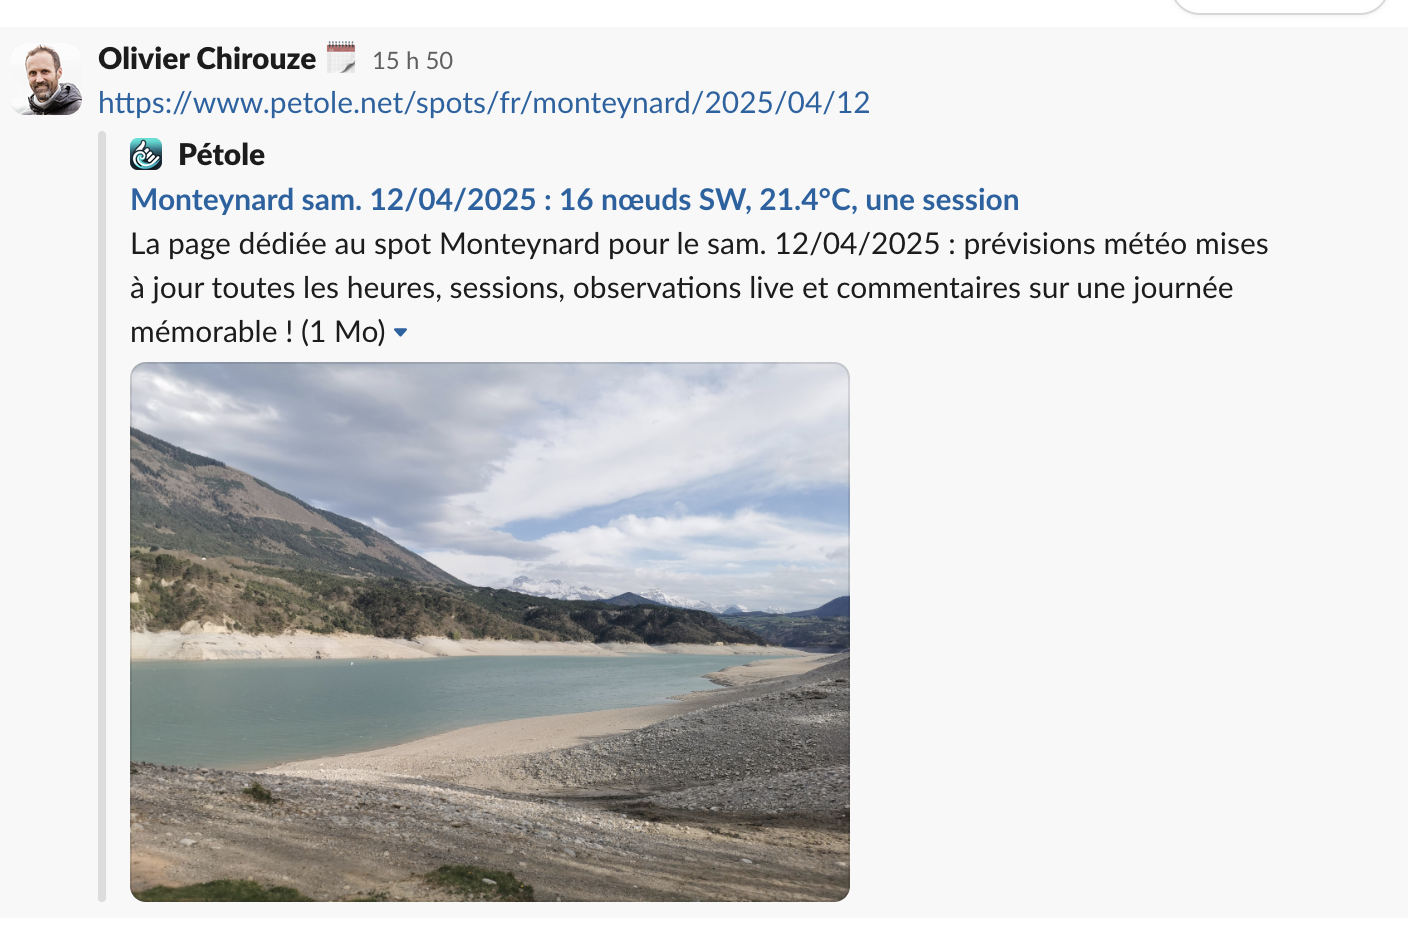 Olivier Chirouze 15 h 50
https://www.petole.net/spots/fr/monteynard/2025/04/12
Pétole
Monteynard sam. 12/04/2025 : 16 nœuds SW, 21.4°C, une session
La page dédiée au spot Monteynard pour le sam. 12/04/2025 : prévisions météo mises
à jour toutes les heures, sessions, observations live et commentaires sur une journée
mémorable ! (1 Mo)